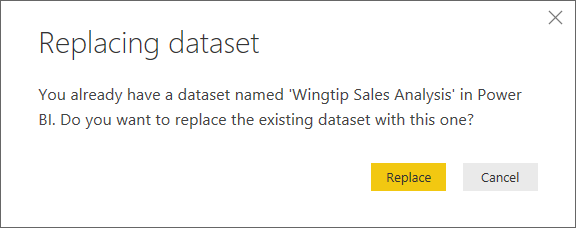 Replacing dataset
You already have a dataset named 'Wingtip Sales Analysis' in Power
BI. Do you want to replace the existing dataset with this one?
Replace
Cancel